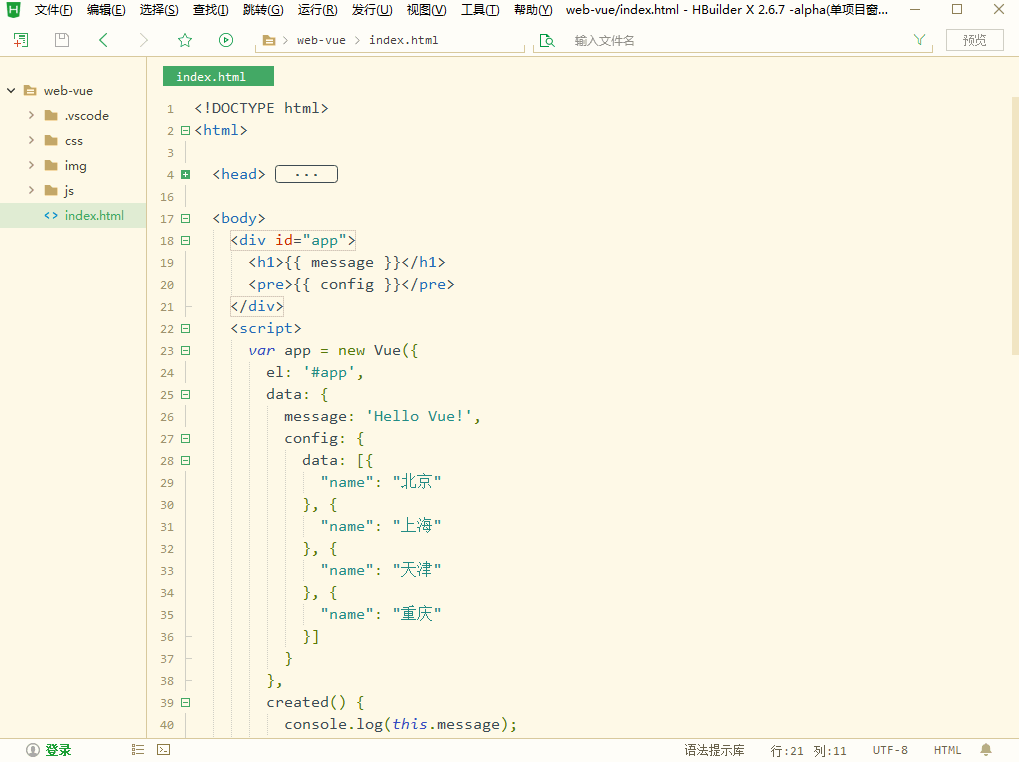 H 文件(F) 编辑(E) 选择(S) 查找(I) 跳转(G) 运行(R) 发行(U) 视图(V) 工具(T) 帮助(Y) web-vue/index.html - HBuilder X 2.6.7 -alpha(单项目窗...
web-vue index.html 输入文件名 预览
web-vue
.vscode
css
img
js
<> index.html
index.html
1 <!DOCTYPE html>
2 <html>
3
4 <head> ...
16
17 <body>
18 <div id="app">
19 <h1>{{ message }}</h1>
20 <pre>{{ config }}</pre>
21 </div>
22 <script>
23 var app = new Vue({
24 el: '#app',
25 data: {
26 message: 'Hello Vue!',
27 config: {
28 data: [{
29 "name": "北京"
30 }, {
31 "name": "上海"
32 }, {
33 "name": "天津"
34 }, {
35 "name": "重庆"
36 }]
37 }
38 },
39 created() {
40 console.log(this.message);
登录 语法提示库 行:21 列:11 UTF-8 HTML